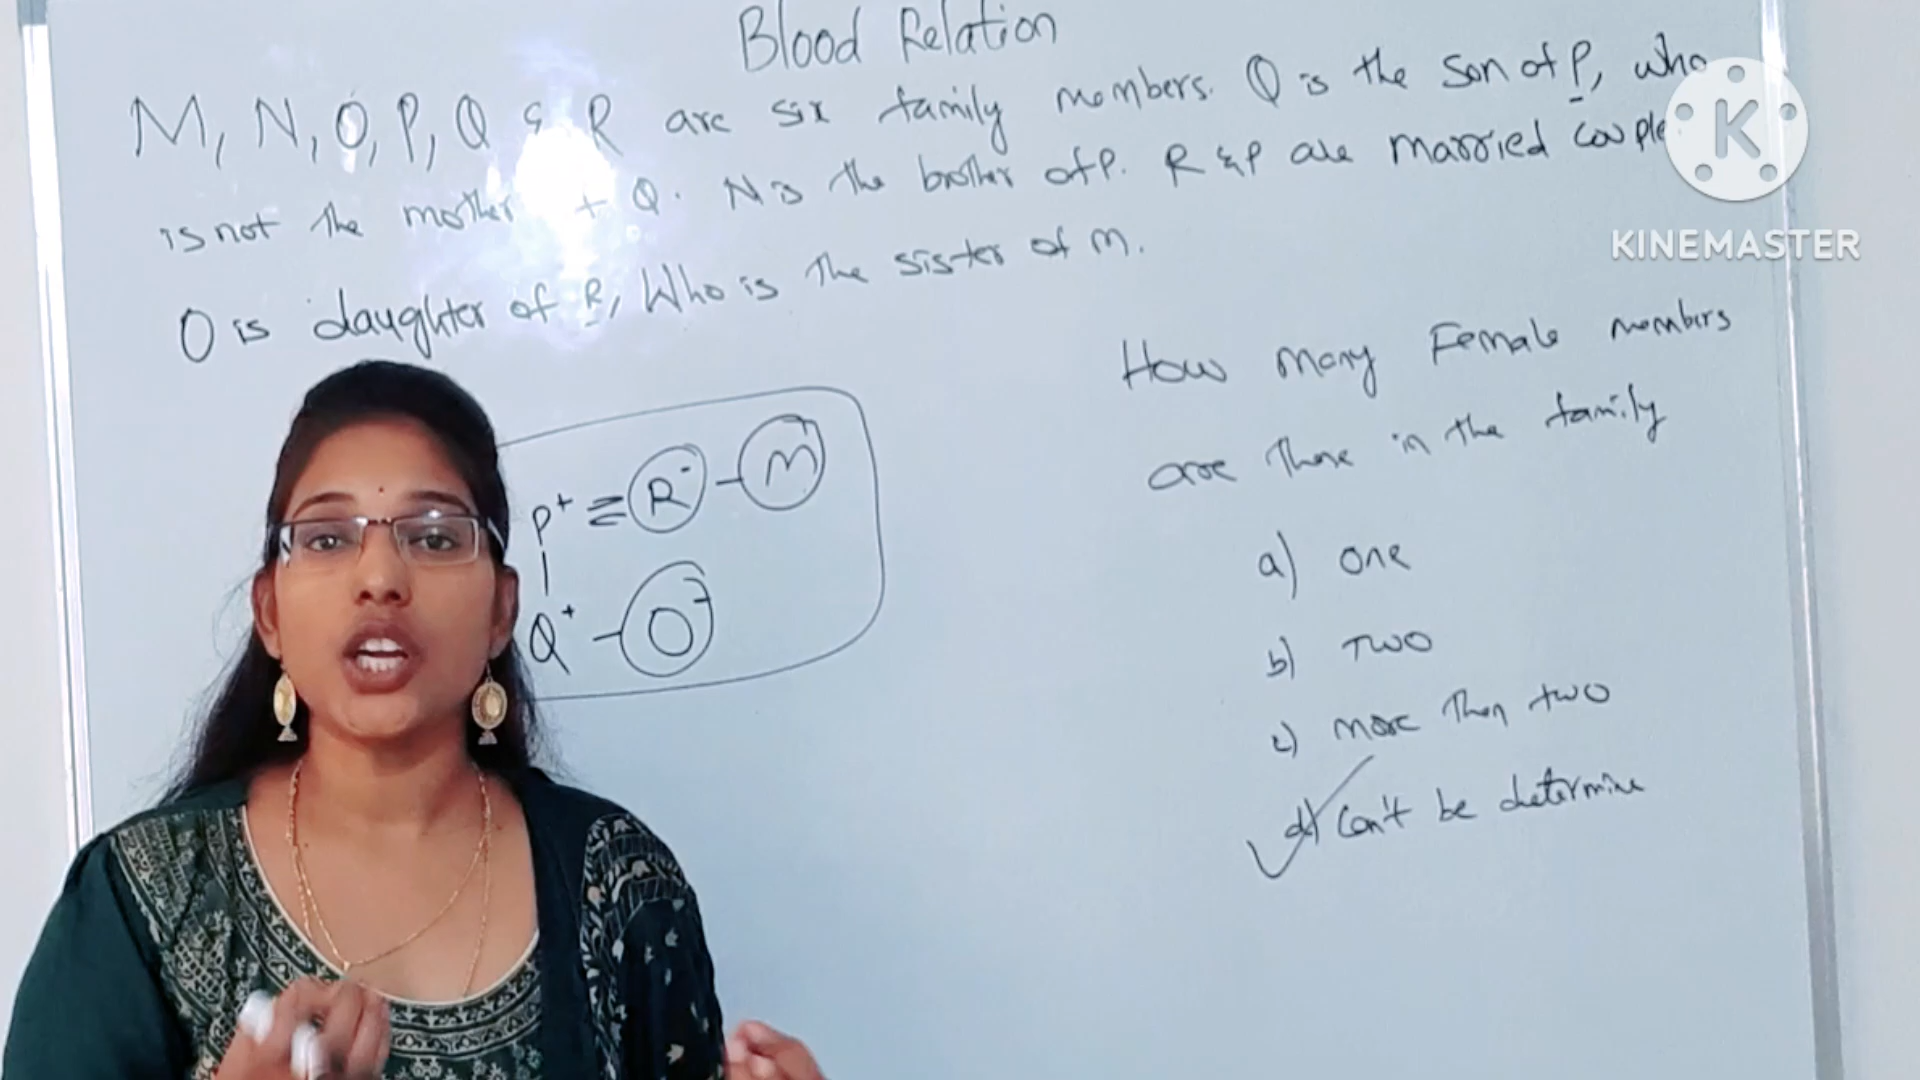 Blood Relation
M, N, O, P, Q & R are six family members. Q is the son of P, who
is not the mother Q. N is the brother of P. R & P are married couple
O is daughter of R, Who is the sister of M.
How many Female members
are there in the family
P+ = R- - M
Q+ - O-
a) one
b) Two
c) more than two
d) can't be determine
K
KINEMASTER